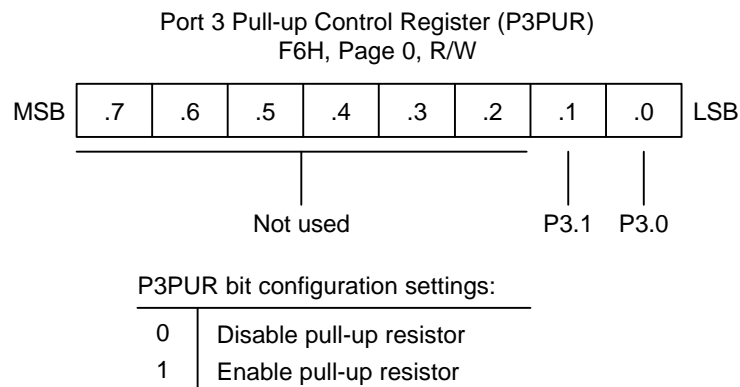 Port 3 Pull-up Control Register (P3PUR)
F6H, Page 0, R/W
MSB .7 .6 .5 .4 .3 .2 .1 .0 LSB
Not used P3.1 P3.0
P3PUR bit configuration settings:
0 Disable pull-up resistor
1 Enable pull-up resistor